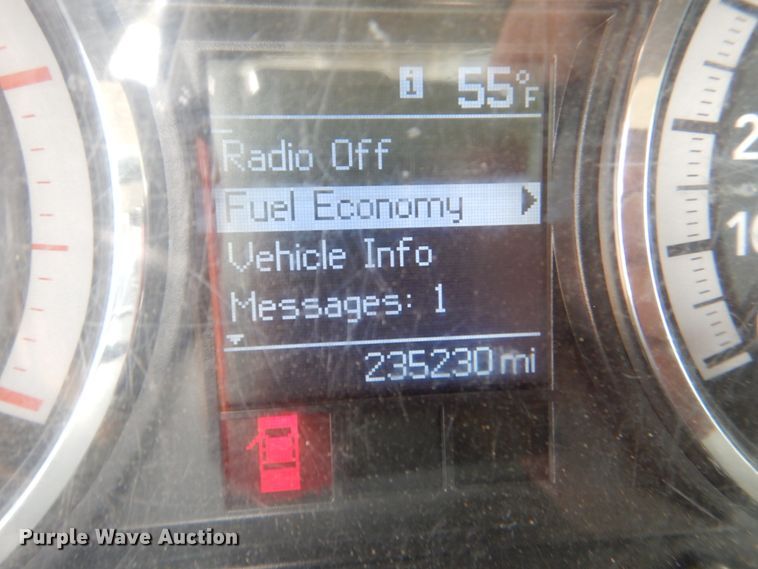 i 55°F
Radio Off
Fuel Economy
Vehicle Info
Messages: 1
235230 mi
Purple Wave Auction